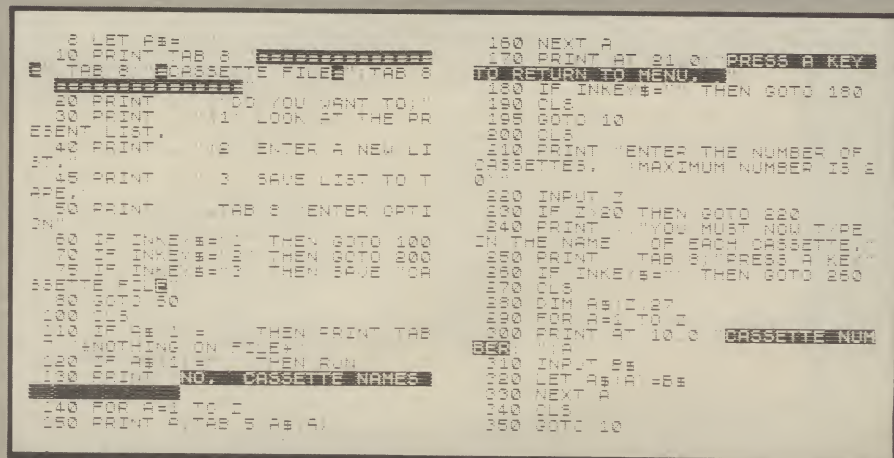 8 LET A$=
10 PRINT TAB 8
TAB 8 CASSETTE FILE TAB 8
20 PRINT "DO YOU WANT TO;"
30 PRINT "1 LOOK AT THE PR
ESENT LIST,
40 PRINT "2 ENTER A NEW LI
ST,"
45 PRINT "3 SAVE LIST TO T
APE,"
50 PRINT TAB 8 "ENTER OPTI
ON"
60 IF INKEY$="1" THEN GOTO 100
70 IF INKEY$="2" THEN GOTO 200
75 IF INKEY$="3" THEN SAVE "CA
SSETTE FILE"
80 GOTO 60
100 CLS
110 IF A$ 1 = THEN PRINT TAB
NOTHING ON FILE
120 IF A$ 1 = THEN RUN
130 PRINT NO. CASSETTE NAMES
140 FOR A=1 TO Z
150 PRINT A;TAB 5 A$(A)
160 NEXT A
170 PRINT AT 21 0 PRESS A KEY
TO RETURN TO MENU.
180 IF INKEY$="" THEN GOTO 180
190 CLS
195 GOTO 10
200 CLS
210 PRINT "ENTER THE NUMBER OF
CASSETTES, MAXIMUM NUMBER IS 2
0"
220 INPUT Z
230 IF Z>20 THEN GOTO 220
240 PRINT "YOU MUST NOW TYPE
IN THE NAME OF EACH CASSETTE,"
250 PRINT TAB 8;"PRESS A KEY"
260 IF INKEY$="" THEN GOTO 260
270 CLS
280 DIM A$(Z,27)
290 FOR A=1 TO Z
300 PRINT AT 10,0 "CASSETTE NUM
BER A
310 INPUT B$
320 LET A$(A)=B$
330 NEXT A
340 CLS
350 GOTO 10